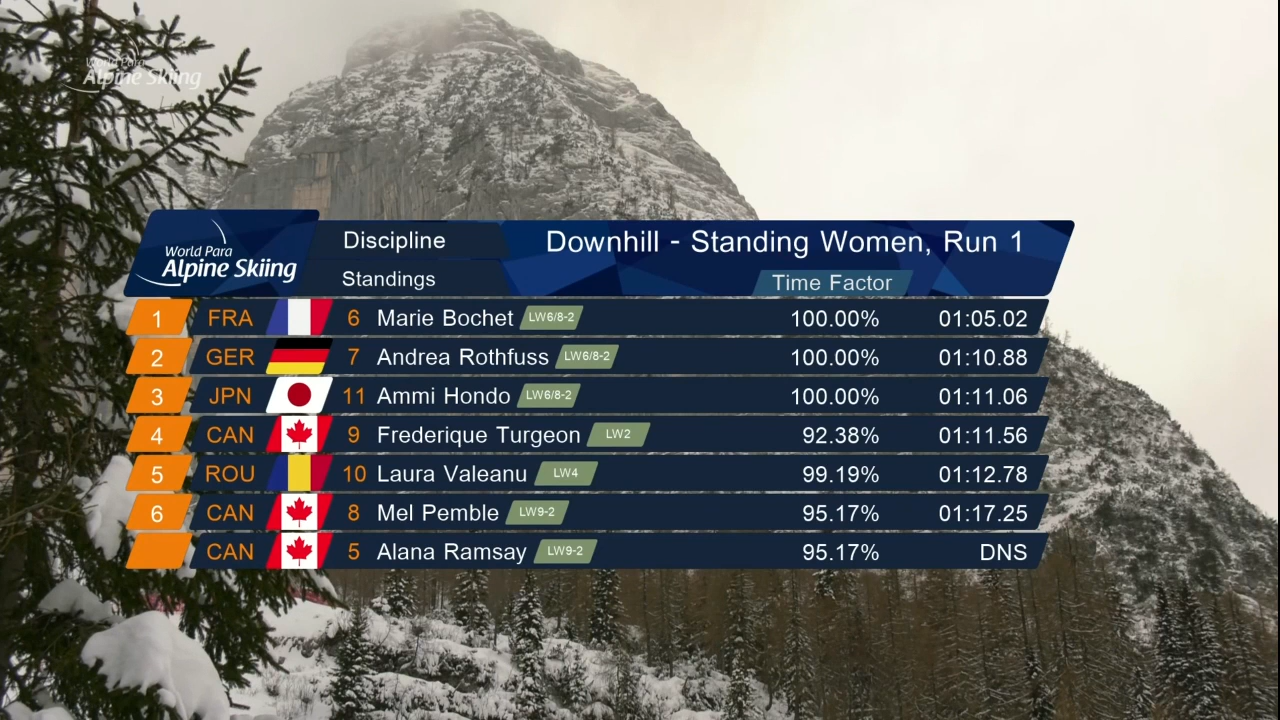 World Para
Alpine Skiing
World Para
Alpine Skiing
Discipline
Downhill - Standing Women, Run 1
Standings
Time Factor
1 FRA 6 Marie Bochet LW6/8-2 100.00% 01:05.02
2 GER 7 Andrea Rothfuss LW6/8-2 100.00% 01:10.88
3 JPN 11 Ammi Hondo LW6/8-2 100.00% 01:11.06
4 CAN 9 Frederique Turgeon LW2 92.38% 01:11.56
5 ROU 10 Laura Valeanu LW4 99.19% 01:12.78
6 CAN 8 Mel Pemble LW9-2 95.17% 01:17.25
CAN 5 Alana Ramsay LW9-2 95.17% DNS